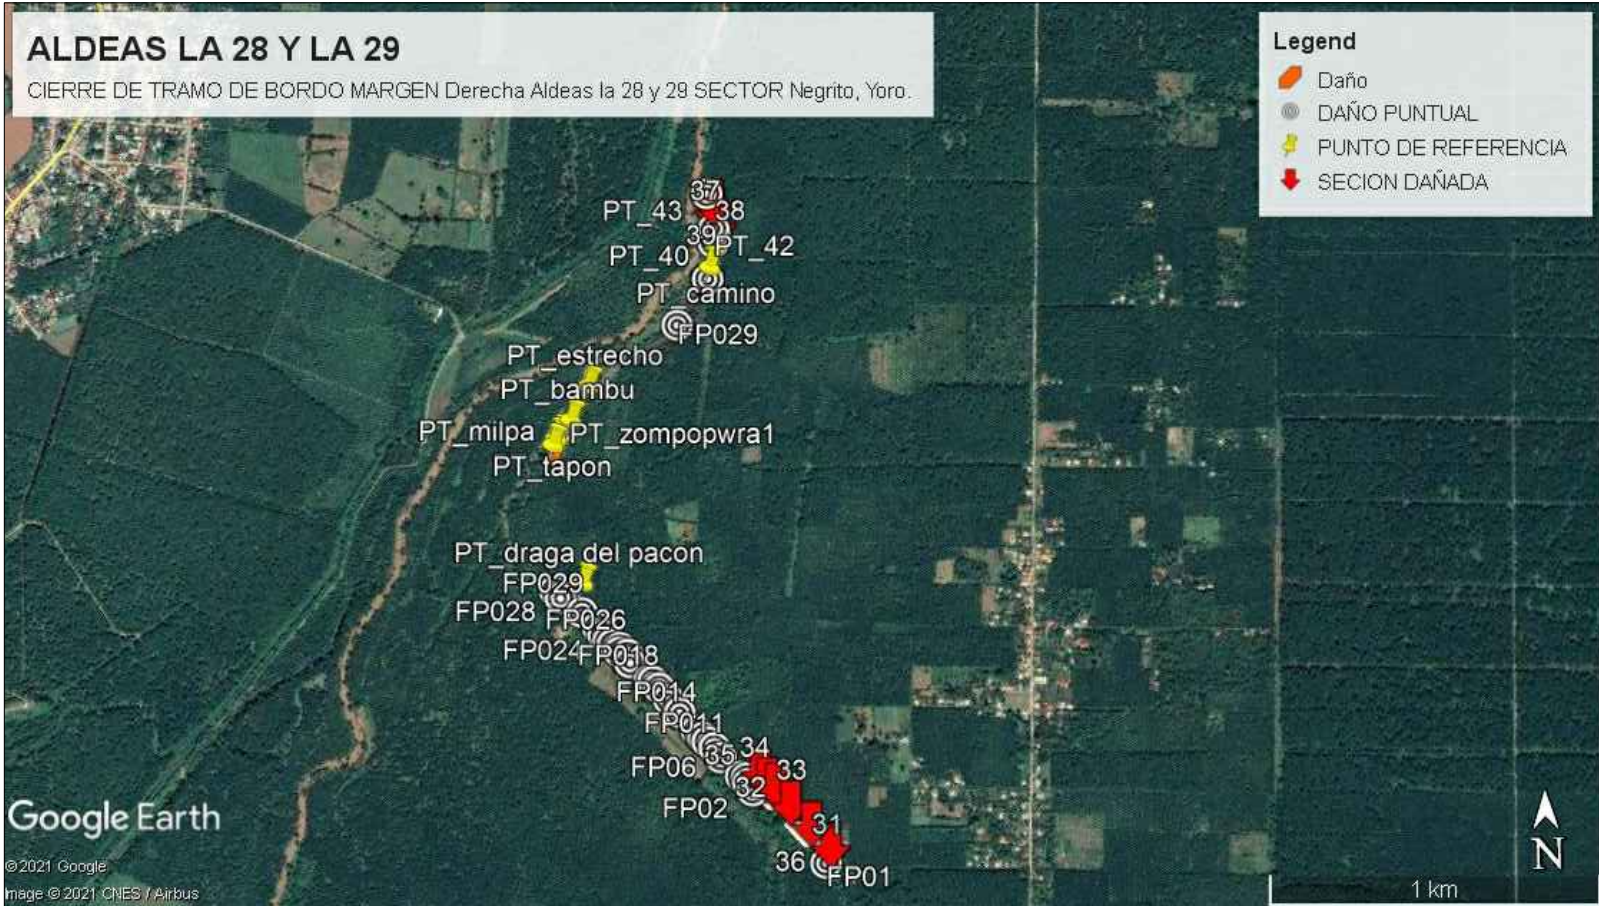 ALDEAS LA 28 Y LA 29
CIERRE DE TRAMO DE BORDO MARGEN Derecha Aldeas la 28 y 29 SECTOR Negrito, Yoro.
Legend
Daño
DAÑO PUNTUAL
PUNTO DE REFERENCIA
SECION DAÑADA
37
PT_43
38
39
PT_42
PT_40
PT_camino
FP029
PT_estrecho
PT_bambu
PT_milpa
PT_zompopwra1
PT_tapon
PT_draga del pacon
FP029
FP028
FP026
FP024
FP018
FP014
FP011
34
35
FP06
33
32
FP02
31
36
FP01
Google Earth
© 2021 Google
mage © 2021 CNES / Airbus
N
1 km